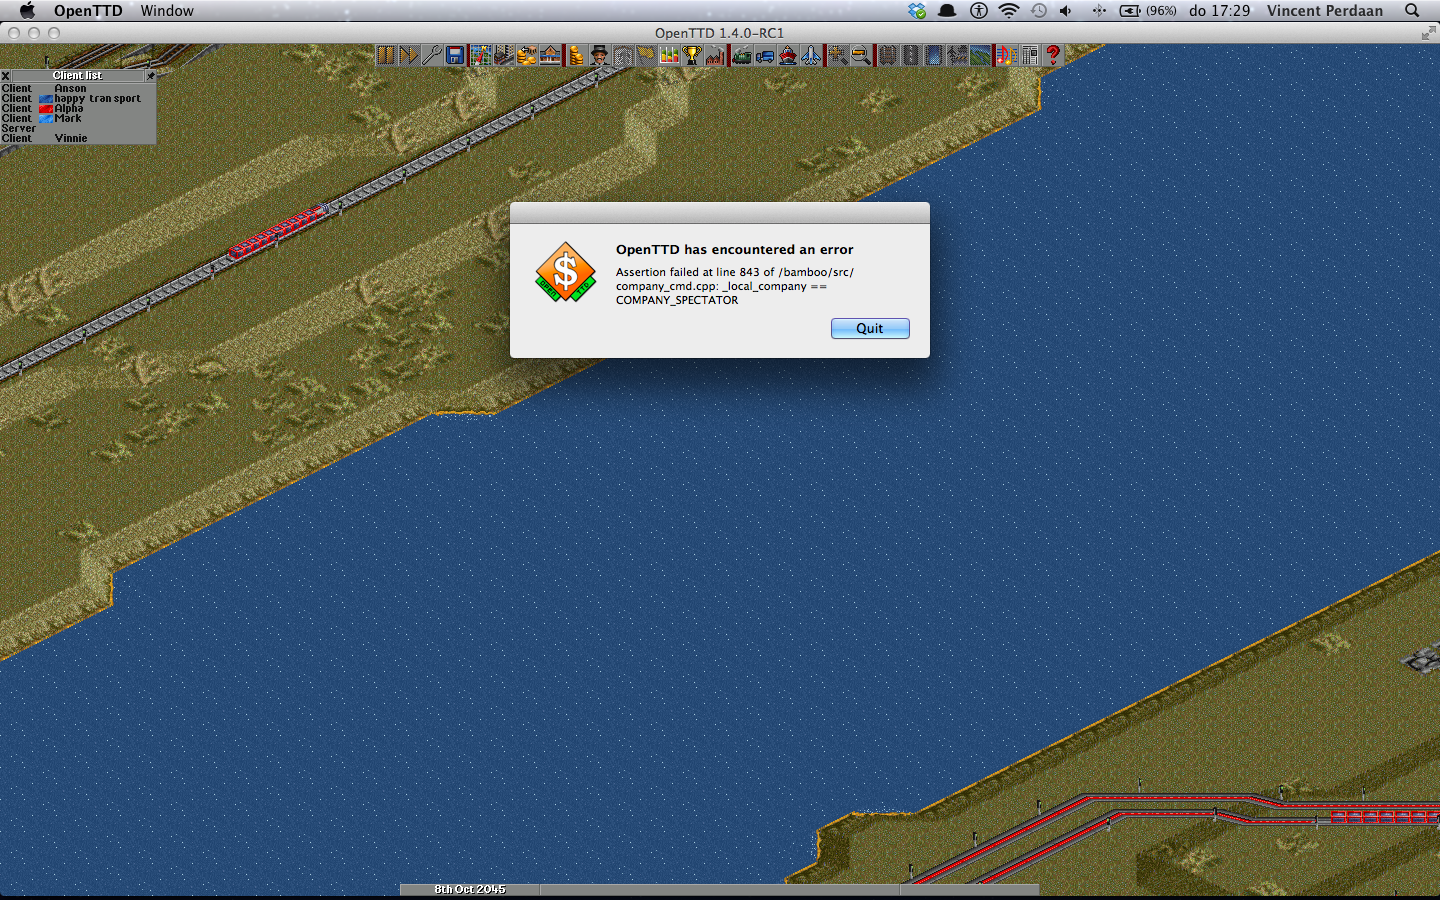 OpenTTD Window (96%) do 17:29 Vincent Perdaan
OpenTTD 1.4.0-RC1
Client list
Client Anson
Client happy transport
Client Alpha
Client Mark
Server
Client Vinnie
OpenTTD has encountered an error
Assertion failed at line 843 of /bamboo/src/
company_cmd.cpp: _local_company ==
COMPANY_SPECTATOR
Quit
8th Oct 2045